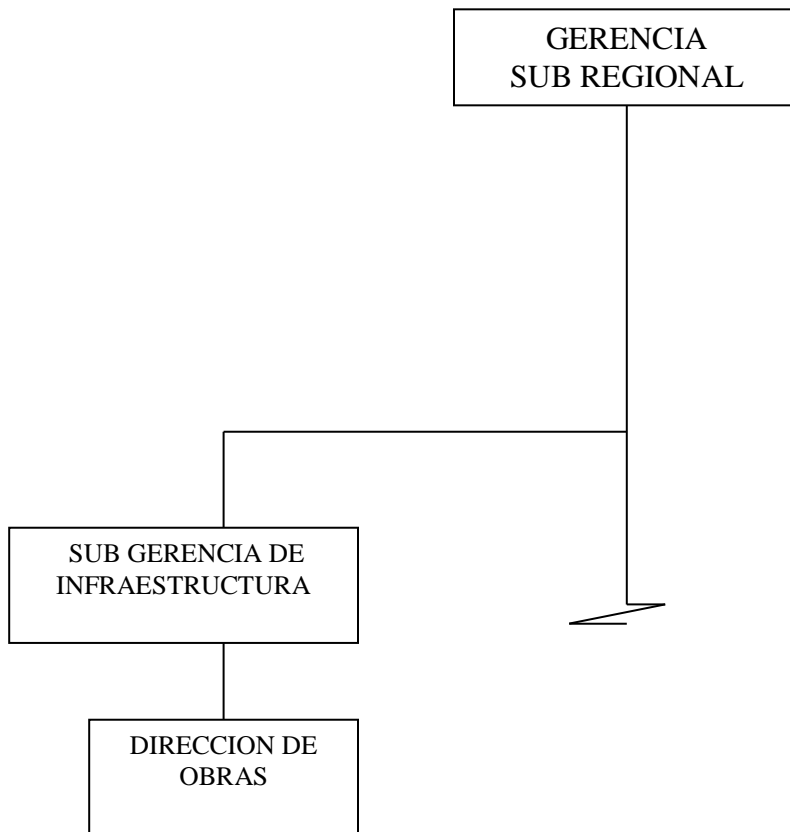 GERENCIA
SUB REGIONAL
SUB GERENCIA DE
INFRAESTRUCTURA
DIRECCION DE
OBRAS